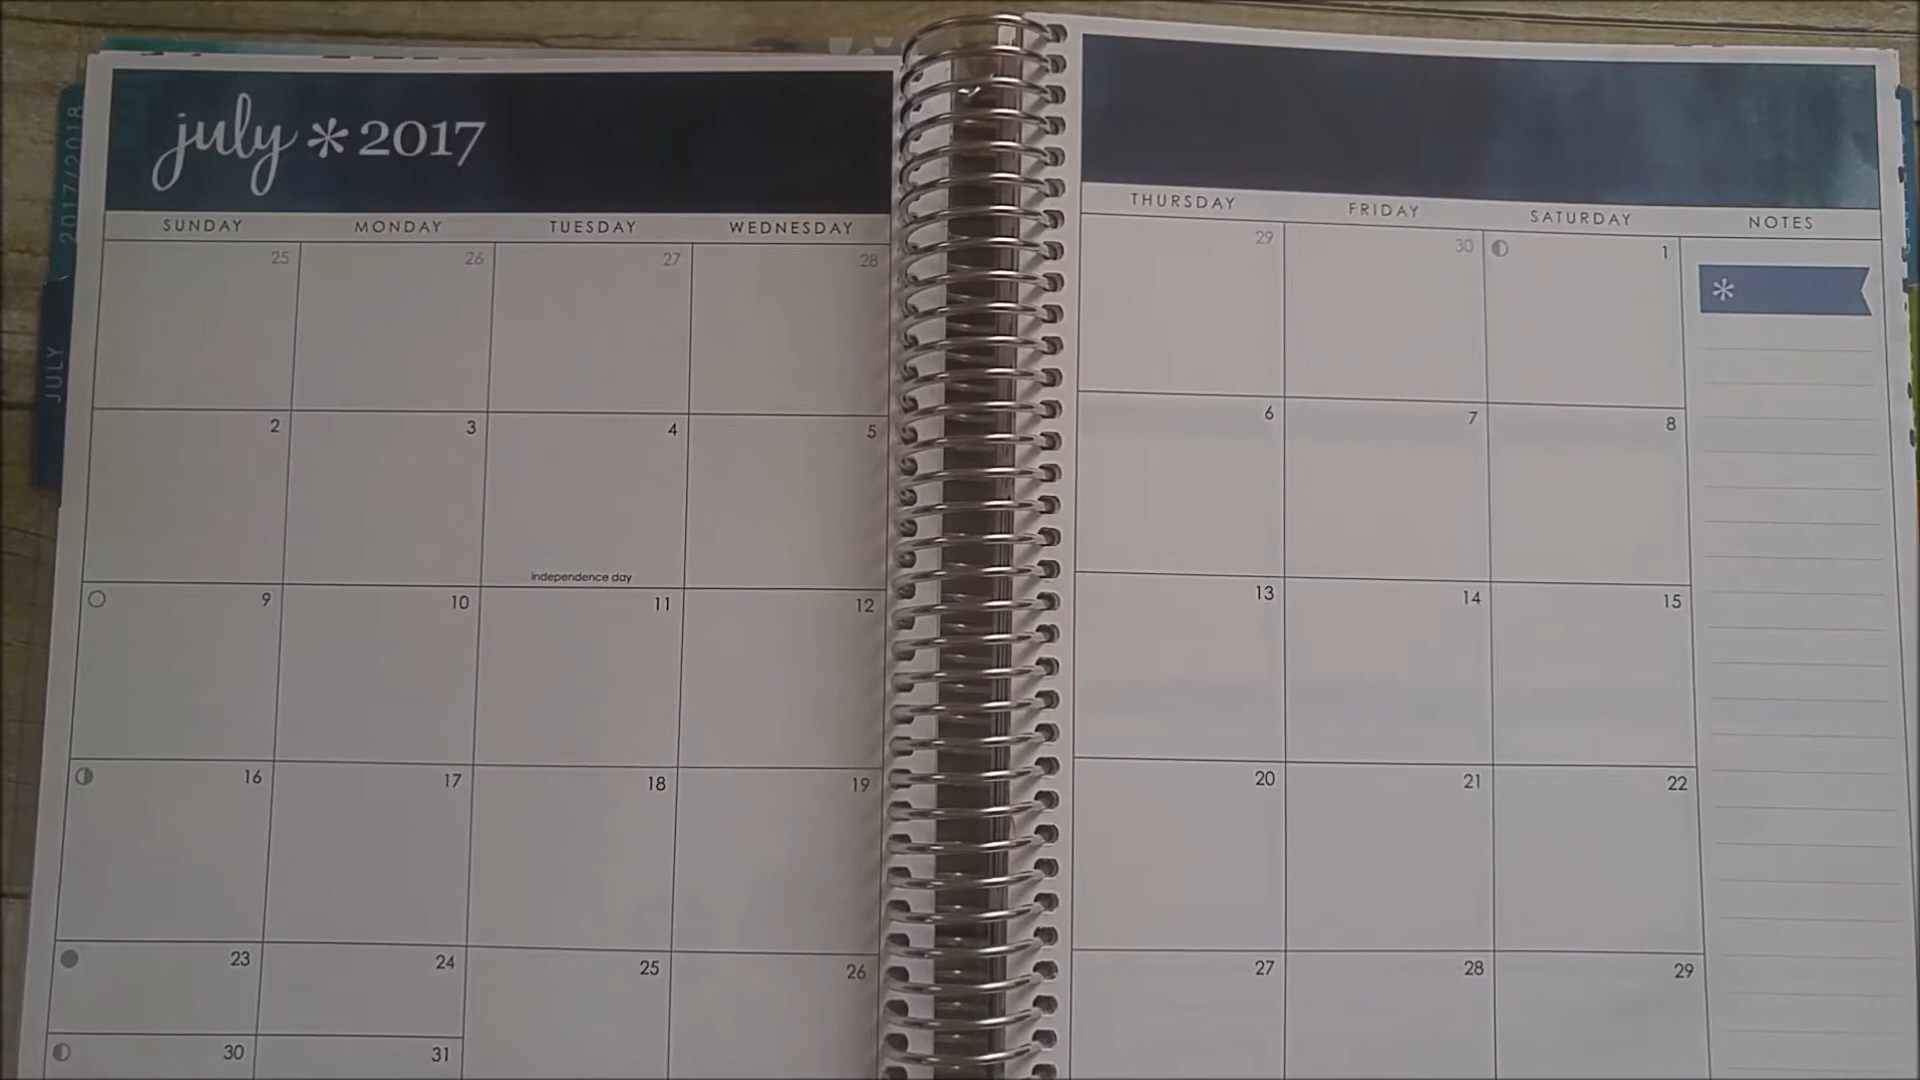 july * 2017
2017/2018
JULY
SUNDAY MONDAY TUESDAY WEDNESDAY THURSDAY FRIDAY SATURDAY NOTES
25 26 27 28 29 30 1
*
2 3 4 5 6 7 8
independence day
9 10 11 12 13 14 15
16 17 18 19 20 21 22
23 24 25 26 27 28 29
30 31